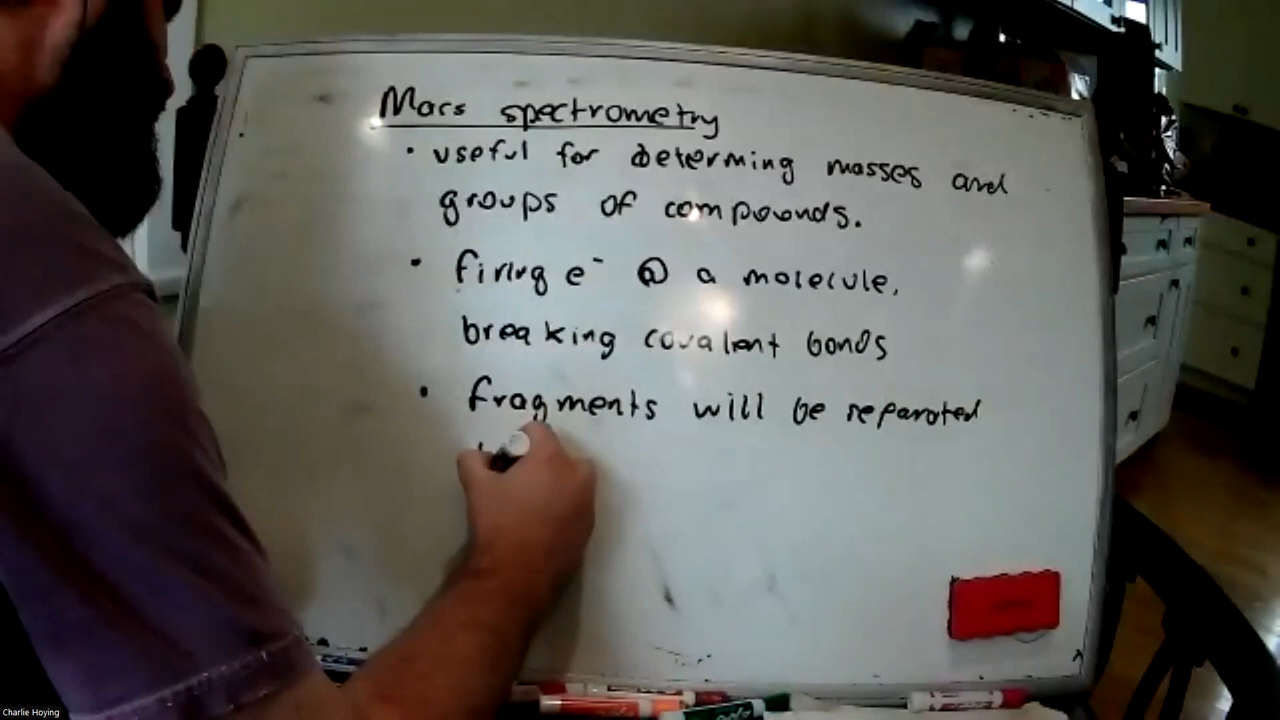 Mass spectrometry
• useful for determing masses and
groups of compounds.
• firing e⁻ @ a molecule,
breaking covalent bonds
• fragments will be separated
Charlie Hoying